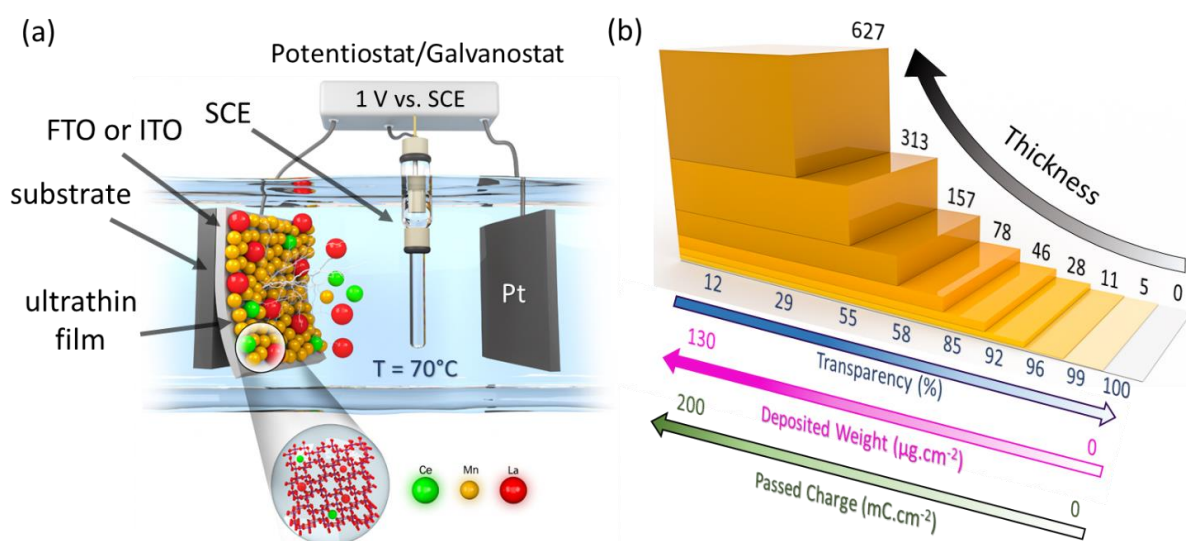 (a)
Potentiostat/Galvanostat
1 V vs. SCE
SCE
FTO or ITO
substrate
ultrathin
film
Pt
T = 70°C
Ce
Mn
La
(b)
627
313
157
78
46
28
11
5
0
Thickness
12
29
55
58
85
92
96
99
100
Transparency (%)
130
0
Deposited Weight (µg.cm-2)
200
0
Passed Charge (mC.cm-2)